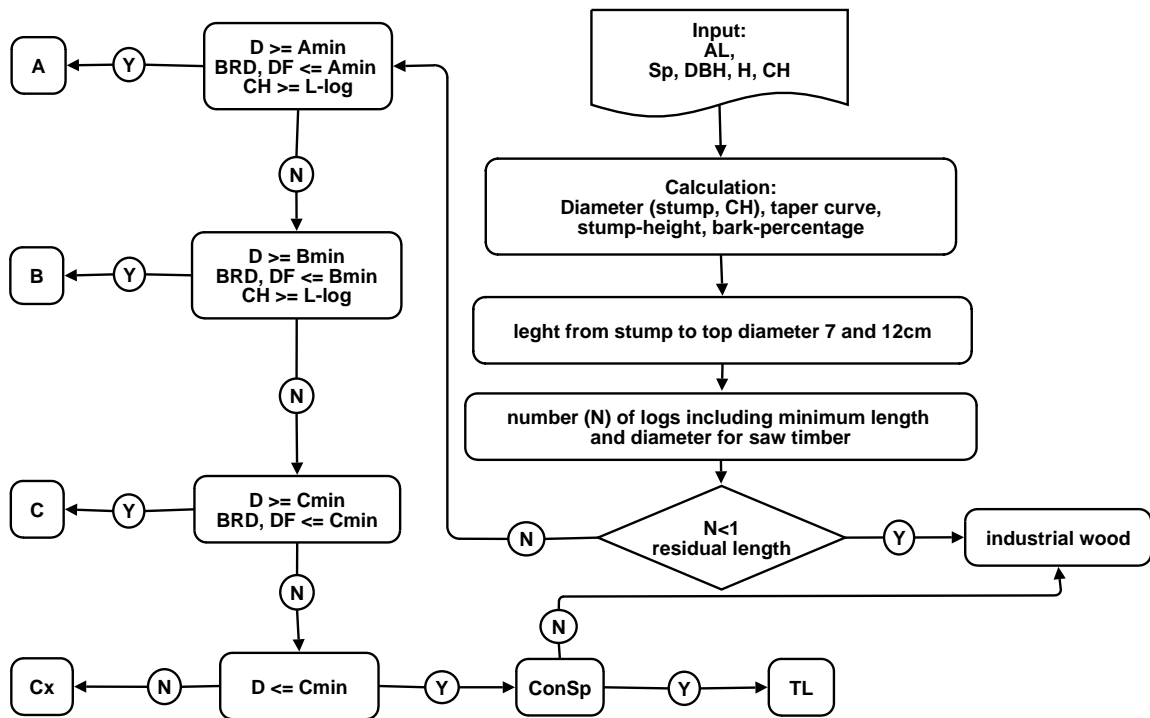 Input:
AL,
Sp, DBH, H, CH
Calculation:
Diameter (stump, CH), taper curve,
stump-height, bark-percentage
leght from stump to top diameter 7 and 12cm
number (N) of logs including minimum length
and diameter for saw timber
N<1
residual length
Y
industrial wood
N
D >= Amin
BRD, DF <= Amin
CH >= L-log
Y
A
N
D >= Bmin
BRD, DF <= Bmin
CH >= L-log
Y
B
N
D >= Cmin
BRD, DF <= Cmin
Y
C
N
D <= Cmin
N
Cx
Y
ConSp
N
Y
TL